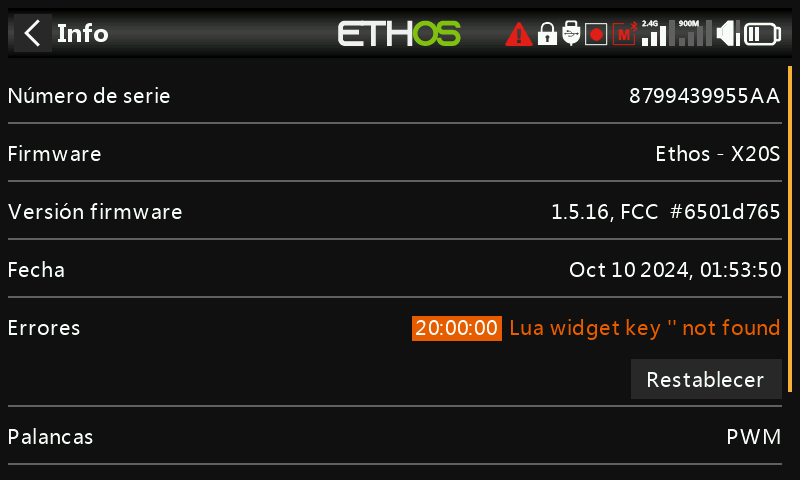 Info
ETHOS
M
2.4G
900M
Número de serie
8799439955AA
Firmware
Ethos - X20S
Versión firmware
1.5.16, FCC #6501d765
Fecha
Oct 10 2024, 01:53:50
Errores
20:00:00 Lua widget key '' not found
Restablecer
Palancas
PWM